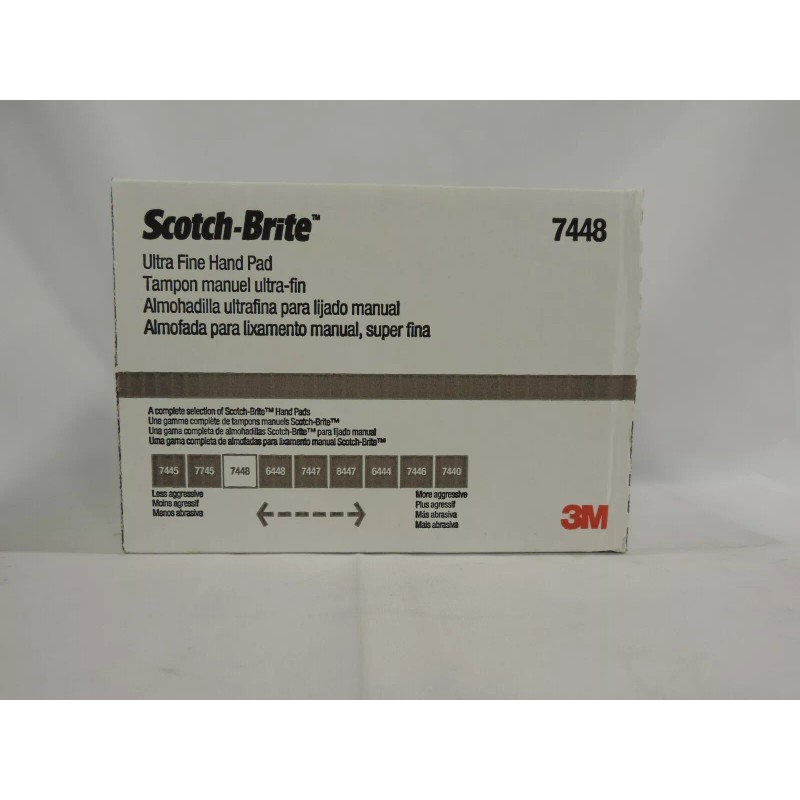 Scotch-Brite™
7448
Ultra Fine Hand Pad
Tampon manuel ultra-fin
Almohadilla ultrafina para lijado manual
Almofada para lixamento manual, super fina
A complete selection of Scotch-Brite™ Hand Pads
Une gamme complète de tampons manuels Scotch-Brite™
Una gama completa de almohadillas Scotch-Brite™ para lijado manual
Uma gama completa de almofadas para lixamento manual Scotch-Brite™
7445 7745 7448 6448 7447 8447 6444 7446 7440
Less aggressive
Moins agressif
Menos abrasiva
More aggressive
Plus agressif
Más abrasiva
Mais abrasiva
3M